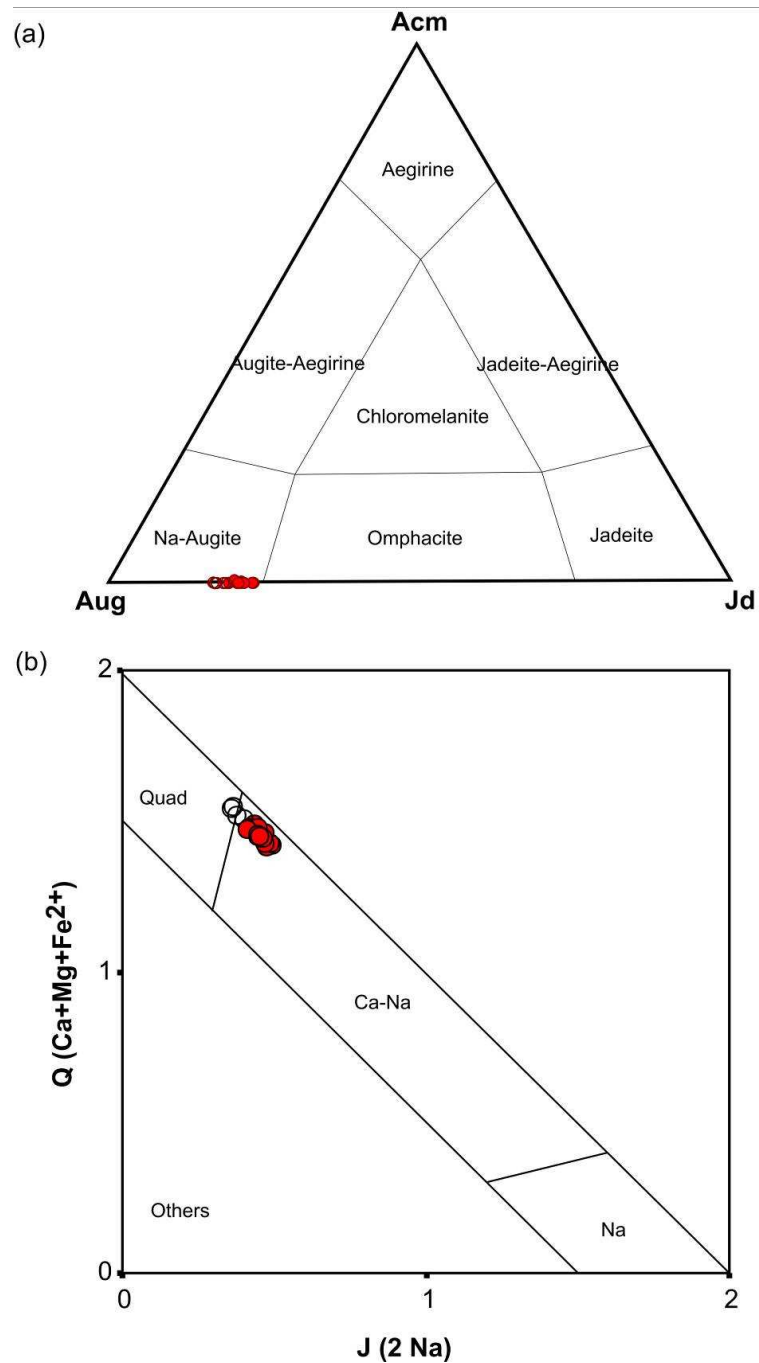 (a)
Acm
Aegirine
Augite-Aegirine
Jadeite-Aegirine
Chloromelanite
Na-Augite
Omphacite
Jadeite
Aug
Jd
(b)
2
Quad
Q (Ca+Mg+Fe2+)
1
Ca-Na
Others
Na
0
0
1
2
J (2 Na)